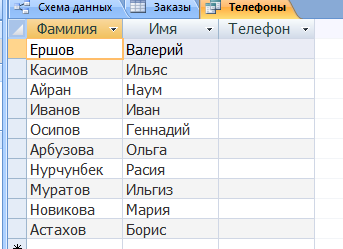 Схема данных Заказы Телефоны
Фамилия Имя Телефон
Ершов Валерий
Касимов Ильяс
Айран Наум
Иванов Иван
Осипов Геннадий
Арбузова Ольга
Нурчунбек Расия
Муратов Ильгиз
Новикова Мария
Астахов Борис